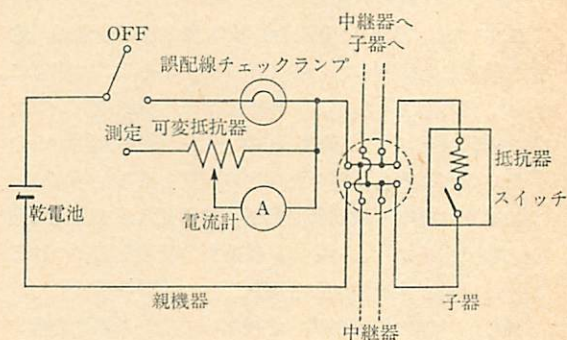 OFF
中継器へ
子器へ
誤配線チェックランプ
測定
可変抵抗器
抵抗器
スイッチ
乾電池
電流計
A
親機器
子器
中継器